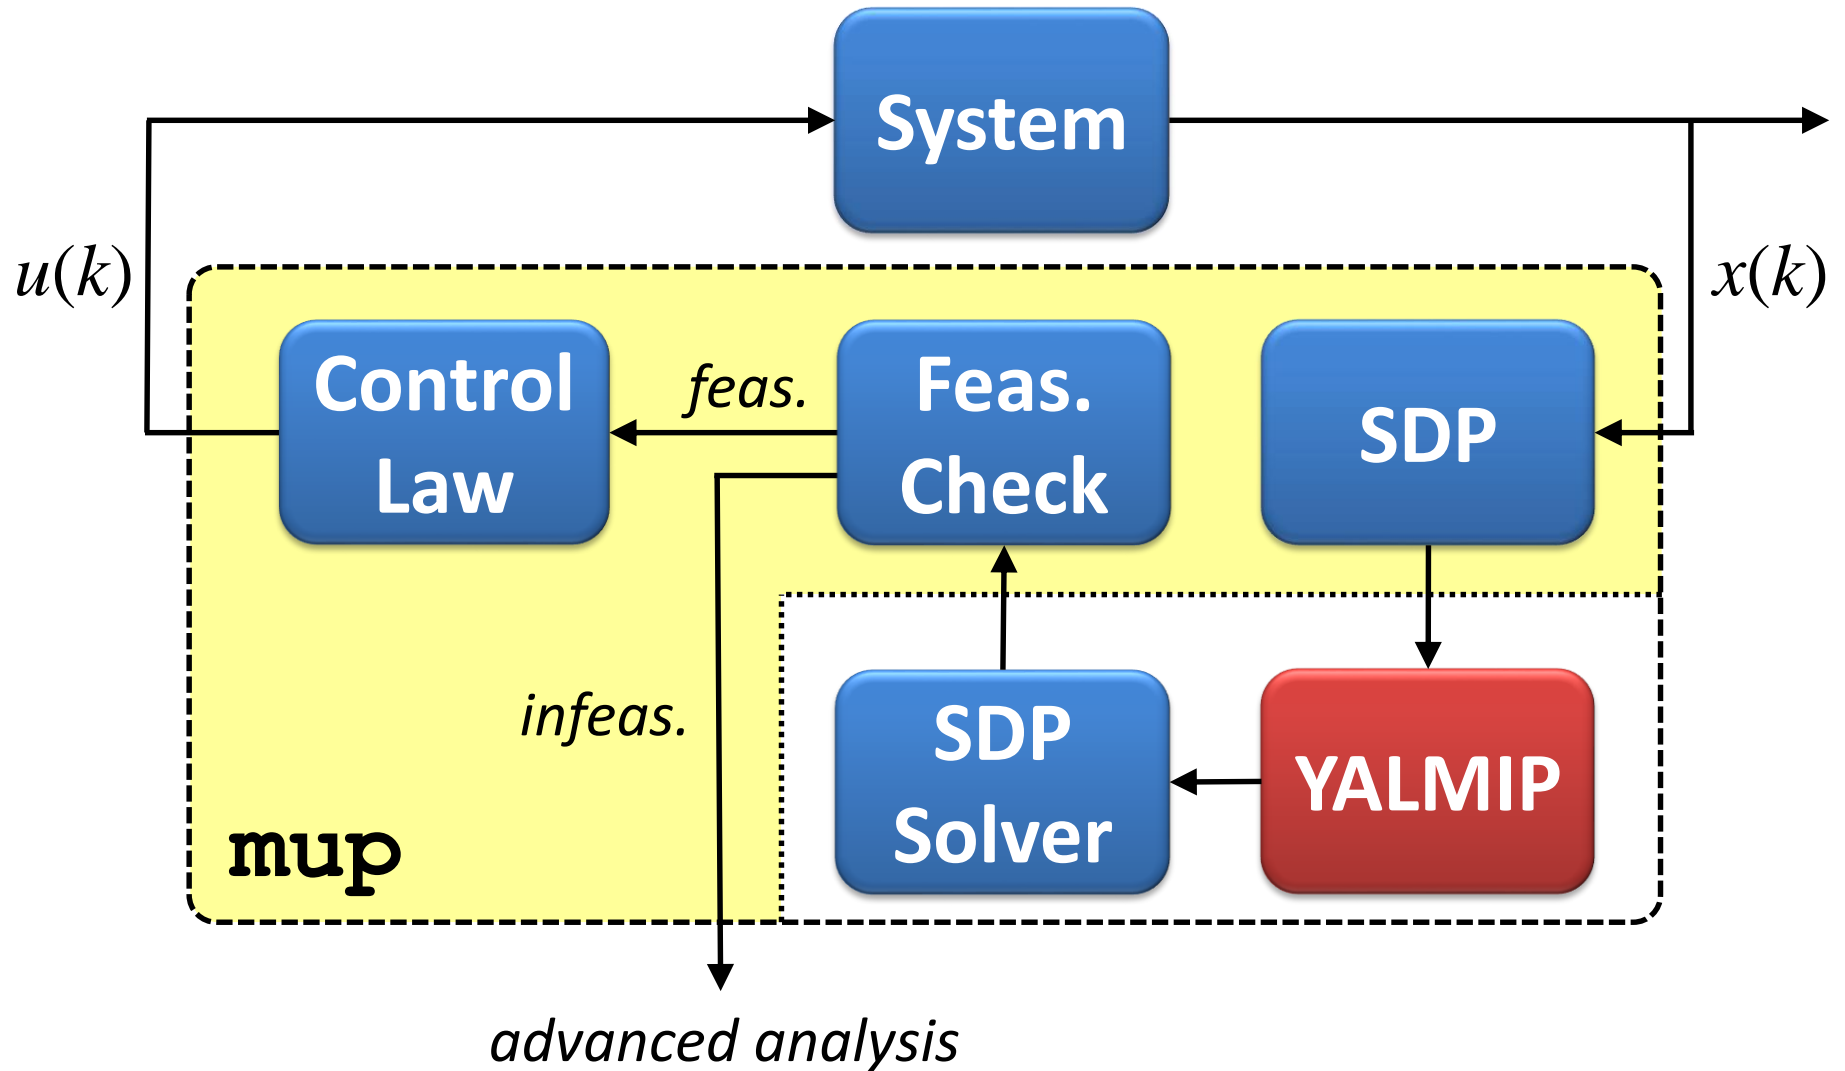 System
u(k)
x(k)
Control
Law
feas.
Feas.
Check
SDP
infeas.
SDP
Solver
YALMIP
mup
advanced analysis